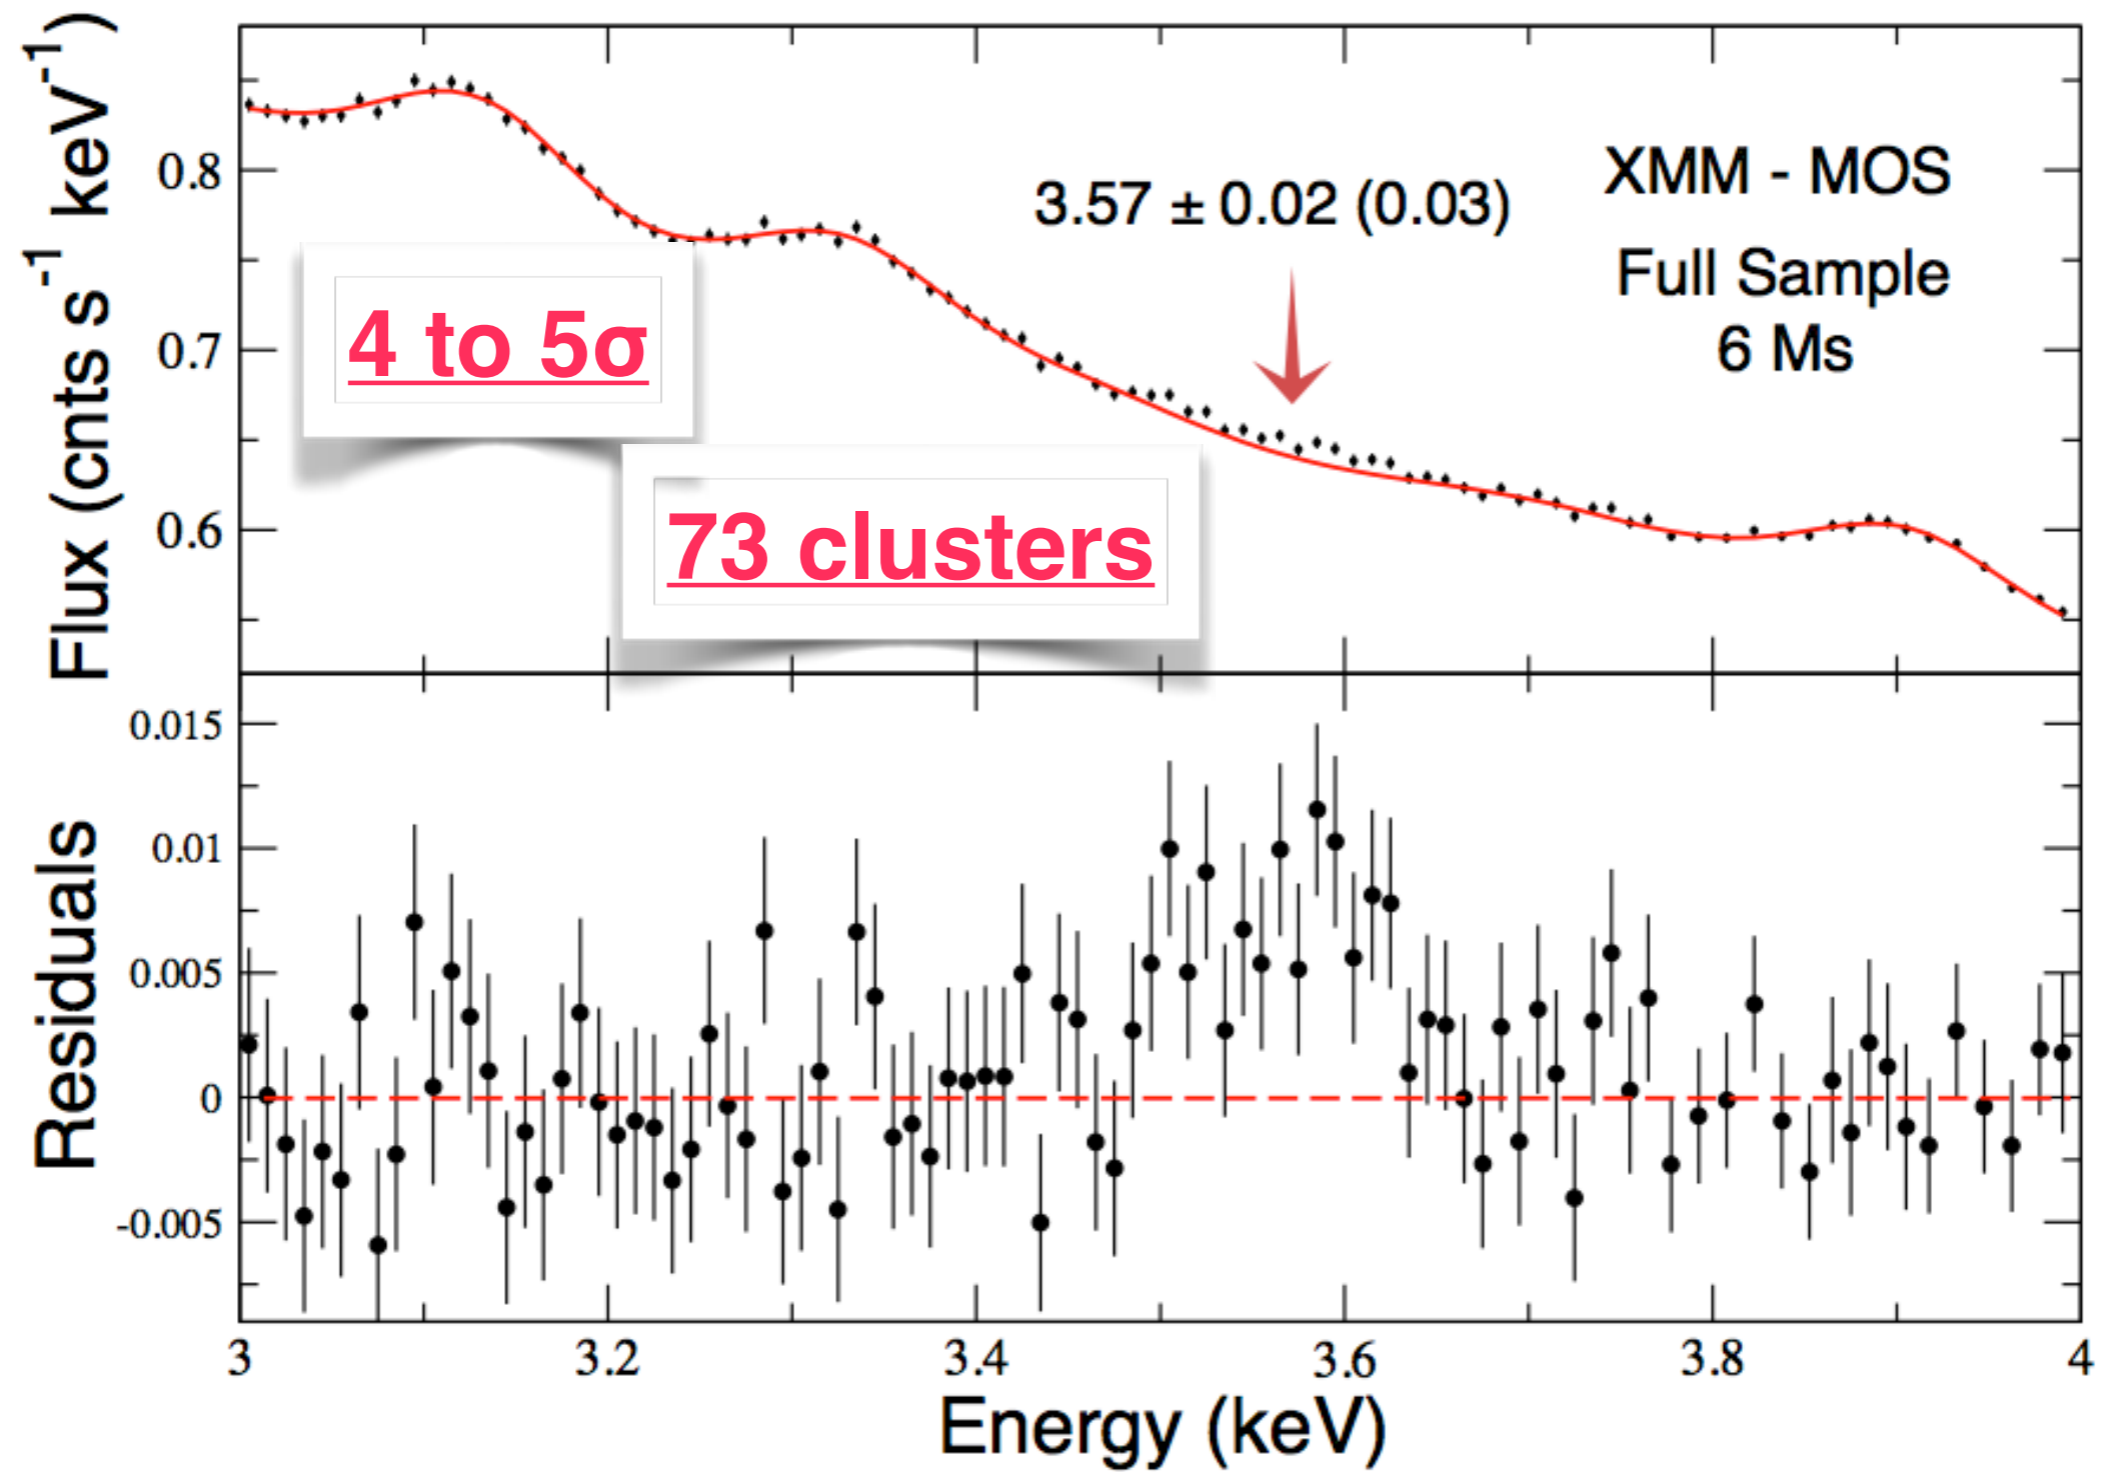 Flux (cnts s⁻¹ keV⁻¹)
0.8
0.7
0.6
3.57 ± 0.02 (0.03)
XMM - MOS
Full Sample
6 Ms
4 to 5σ
73 clusters
Residuals
0.015
0.01
0.005
0
-0.005
3 3.2 3.4 3.6 3.8 4
Energy (keV)